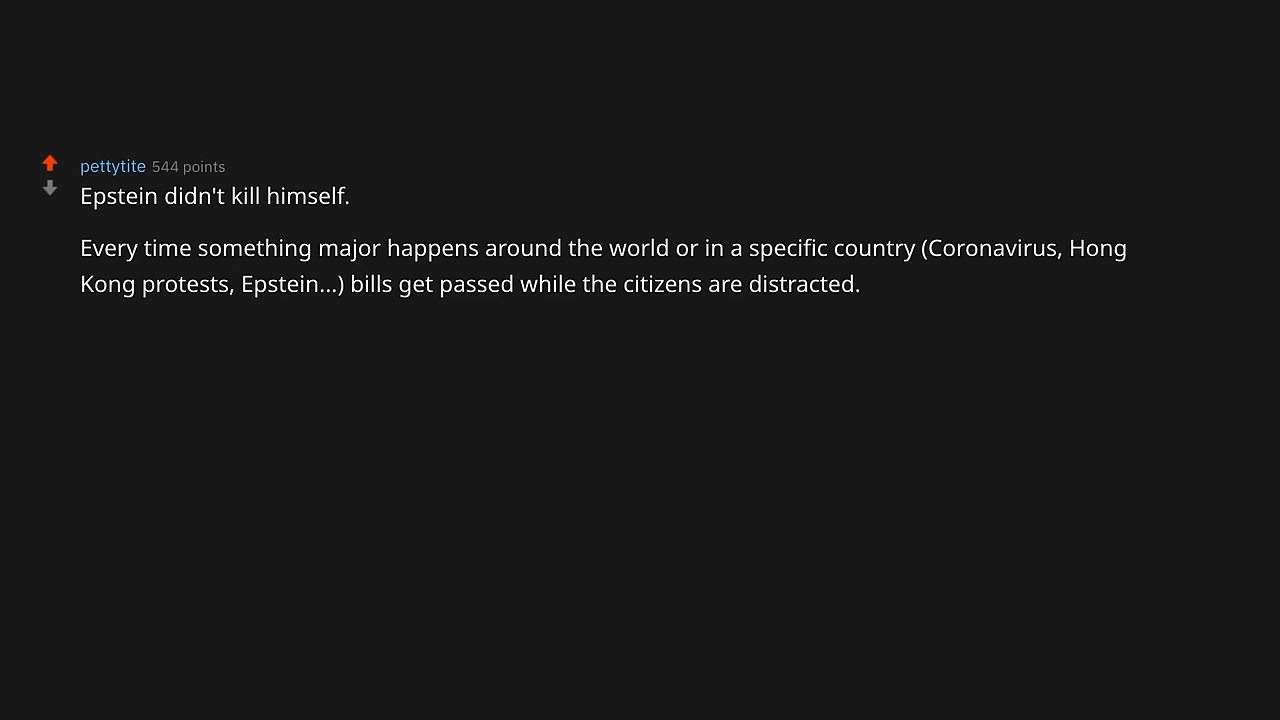 pettytite 544 points
Epstein didn't kill himself.
Every time something major happens around the world or in a specific country (Coronavirus, Hong
Kong protests, Epstein...) bills get passed while the citizens are distracted.